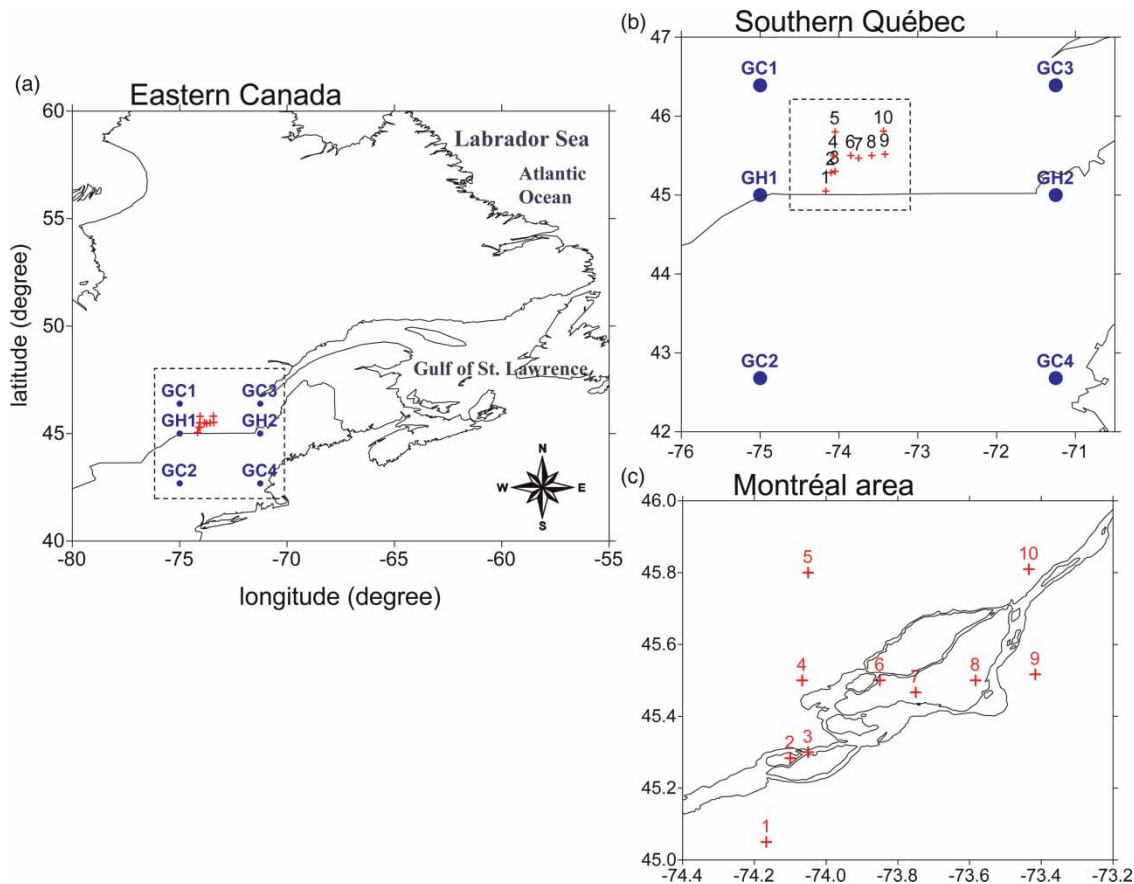 (a)
Eastern Canada
60
55
50
45
40
latitude (degree)
Labrador Sea
Atlantic
Ocean
Gulf of St. Lawrence
GC1
GC3
GH1
GH2
GC2
GC4
N
W
E
S
-80
-75
-70
-65
-60
-55
longitude (degree)
(b)
Southern Québec
47
46
45
44
43
42
GC1
GC3
5
10
4
6
7
8
9
2
3
1
GH1
GH2
GC2
GC4
-76
-75
-74
-73
-72
-71
(c)
Montréal area
46.0
45.8
45.6
45.4
45.2
45.0
5
10
4
6
7
8
9
2
3
1
-74.4
-74.2
-74.0
-73.8
-73.6
-73.4
-73.2